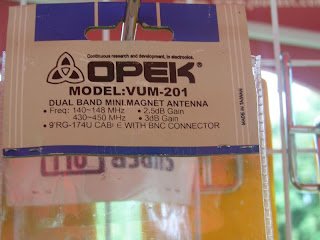 Continuous research and development, in electronics.
OPEK®
MODEL:VUM-201
DUAL BAND MINI.MAGNET ANTENNA
• Freq: 140~148 MHz • 2.5dB Gain
430~450 MHz • 3dB Gain
• 9'RG-174U CABLE WITH BNC CONNECTOR
MADE IN TAIWAN